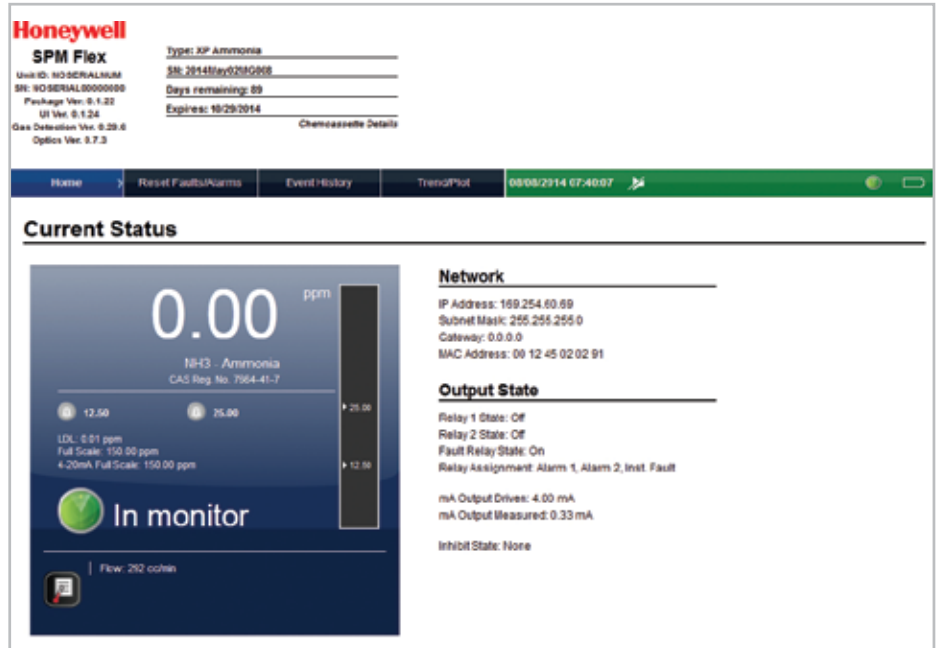 Honeywell
SPM Flex
Unit ID: NOSERIALNUM
SN: NOSERIAL00000000
Package Ver. 0.1.22
UI Ver. 0.1.24
Gas Detection Ver. 0.29.6
Optics Ver. 0.7.3
Type: XP Ammonia
SN:
Days remaining: 89
Expires: 10/29/2014
Chemcassette Details
Home
Reset Faults/Alarms
Event History
Trend/Plot
08/08/2014 07:40:07
Current Status
0.00 ppm
NH3 - Ammonia
CAS Reg. No. 7664-41-7
12.50
25.00
LDL: 0.01 ppm
Full Scale: 150.00 ppm
4-20mA Full Scale: 150.00 ppm
25.00
12.50
In monitor
Flow: 292 cc/min
Network
IP Address: 169.254.60.69
Subnet Mask: 255.255.255.0
Gateway: 0.0.0.0
MAC Address: 00 12 45 02 02 91
Output State
Relay 1 State: Off
Relay 2 State: Off
Fault Relay State: On
Relay Assignment: Alarm 1, Alarm 2, Inst. Fault
mA Output Drives: 4.00 mA
mA Output Measured: 0.33 mA
Inhibit State: None